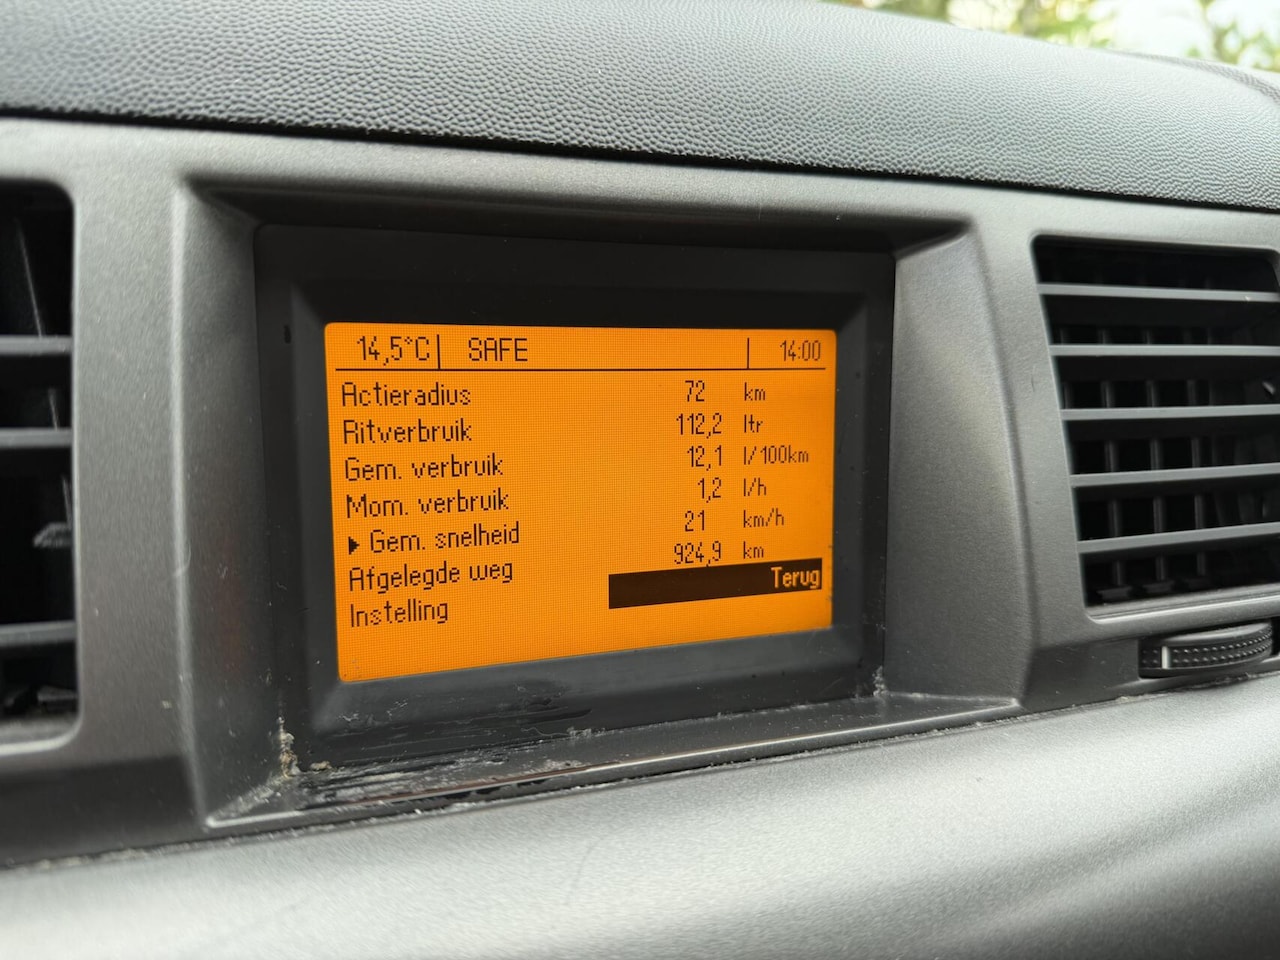 14,5°C SAFE 14:00
Actieradius 72 km
Ritverbruik 112,2 ltr
Gem. verbruik 12,1 l/100km
Mom. verbruik 1,2 l/h
Gem. snelheid 21 km/h
Afgelegde weg 924,9 km
Instelling Terug